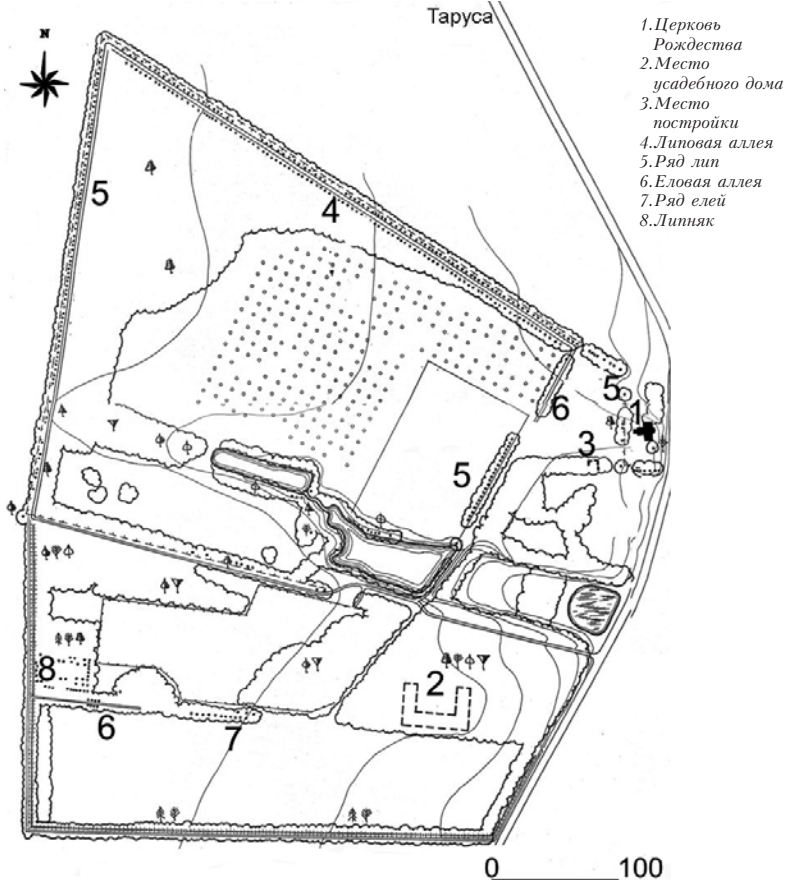 Таруса
N
1.Церковь
Рождества
2.Место
усадебного дома
3.Место
постройки
4.Липовая аллея
5.Ряд лип
6.Еловая аллея
7.Ряд елей
8.Липняк
5
4
5
1
6
3
5
8
2
6
7
0 100